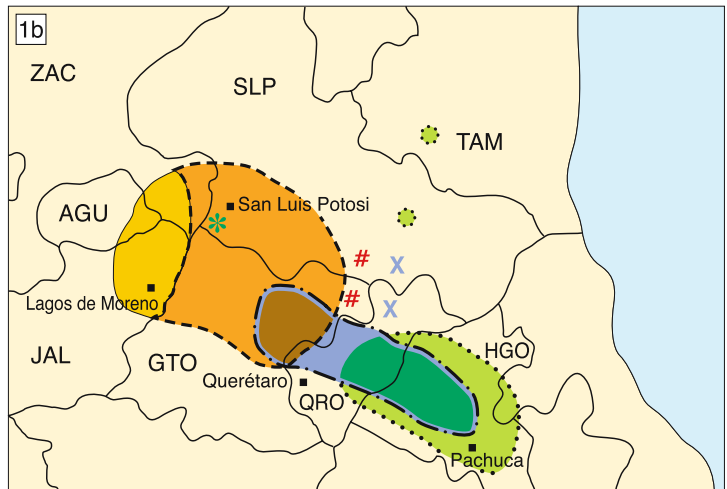 1b
ZAC
SLP
TAM
San Luis Potosi
*
AGU
#
X
#
X
Lagos de Moreno
JAL
GTO
HGO
Querétaro
QRO
Pachuca